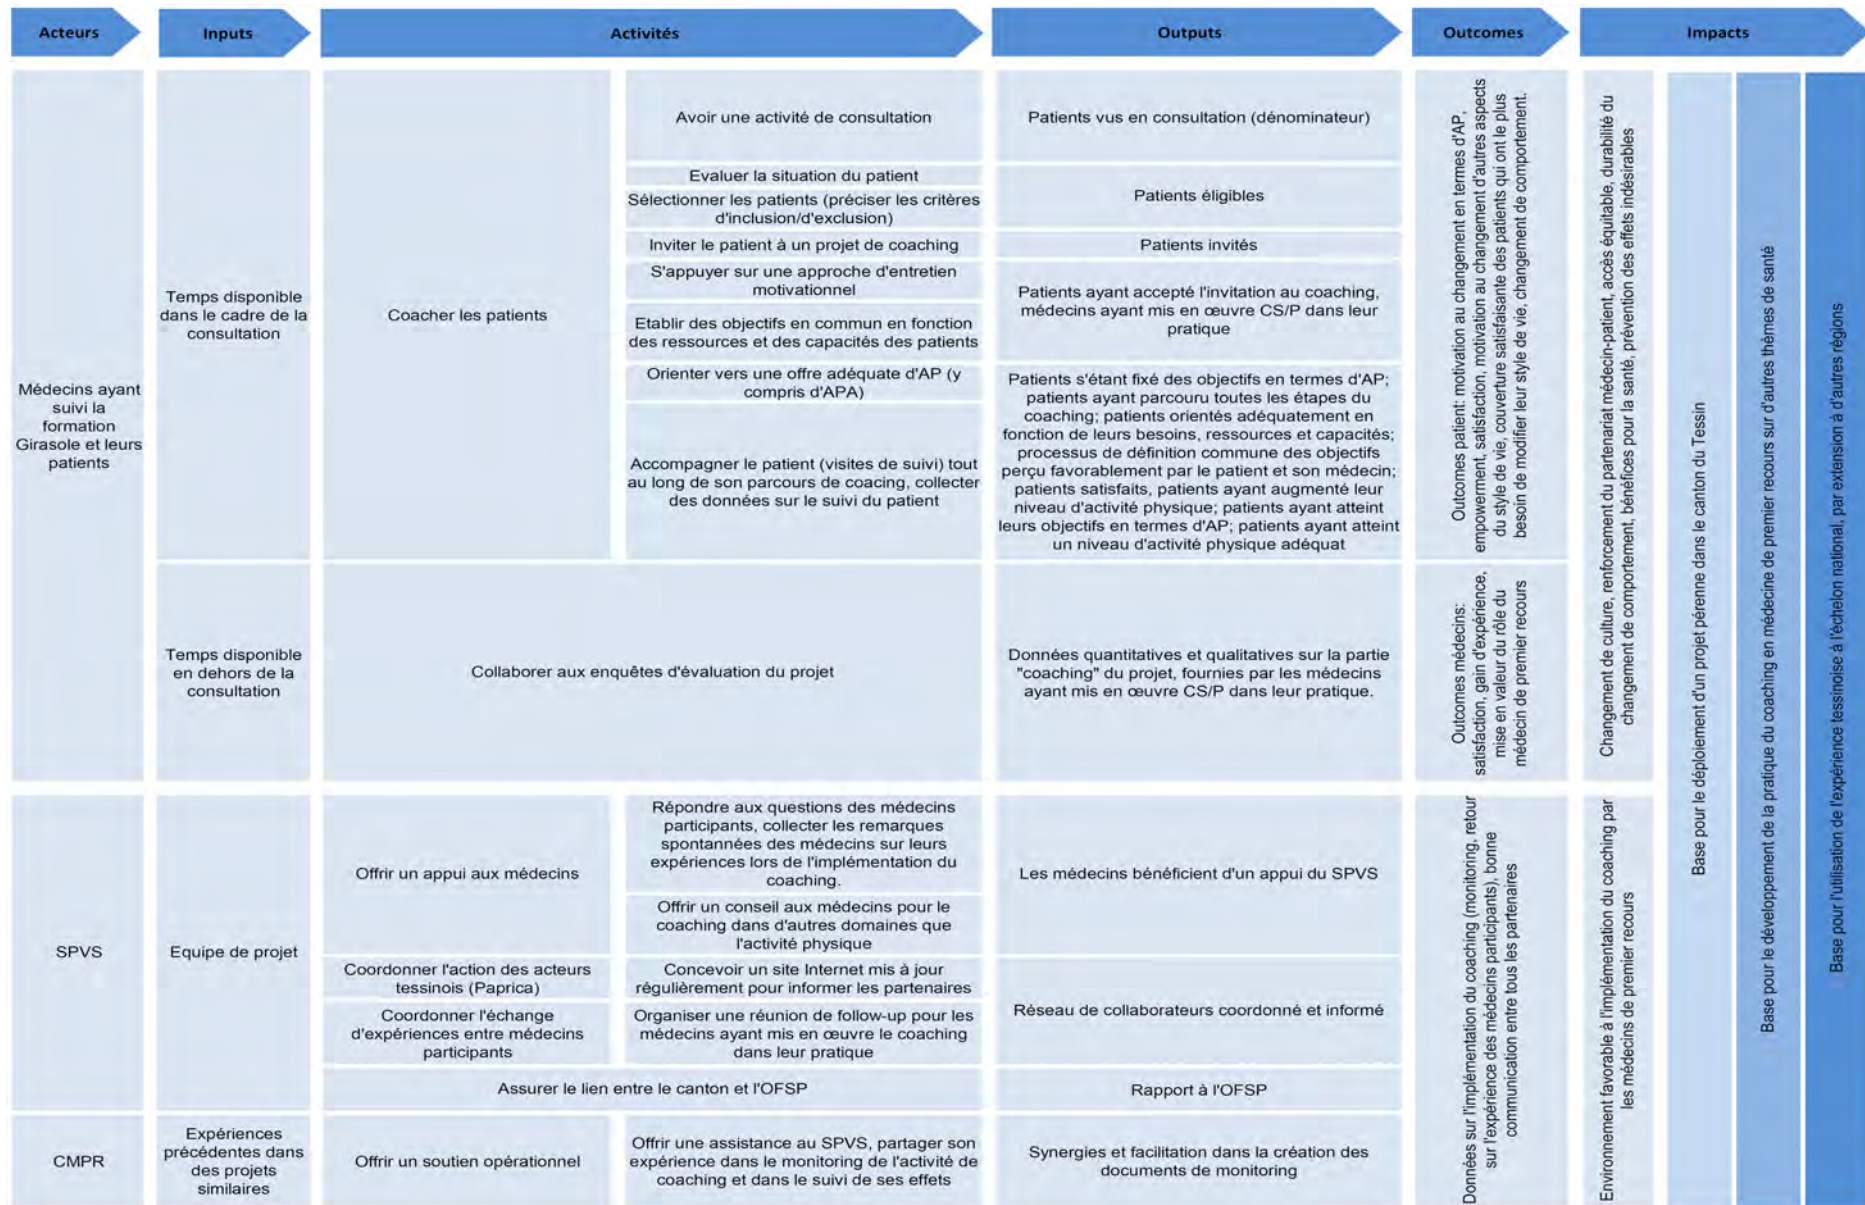 Acteurs
Inputs
Activités
Outputs
Outcomes
Impacts
Médecins ayant
suivi la
formation
Girasole et leurs
patients
Temps disponible
dans le cadre de la
consultation
Coacher les patients
Avoir une activité de consultation
Patients vus en consultation (dénominateur)
Evaluer la situation du patient
Sélectionner les patients (préciser les critères
d'inclusion/d'exclusion)
Patients éligibles
Inviter le patient à un projet de coaching
Patients invités
S'appuyer sur une approche d'entretien
motivationnel
Etablir des objectifs en commun en fonction
des ressources et des capacités des patients
Patients ayant accepté l'invitation au coaching,
médecins ayant mis en œuvre CS/P dans leur
pratique
Orienter vers une offre adéquate d'AP (y
compris d'APA)
Accompagner le patient (visites de suivi) tout
au long de son parcours de coacing, collecter
des données sur le suivi du patient
Patients s'étant fixé des objectifs en termes d'AP;
patients ayant parcouru toutes les étapes du
coaching; patients orientés adéquatement en
fonction de leurs besoins, ressources et capacités;
processus de définition commune des objectifs
perçu favorablement par le patient et son médecin;
patients satisfaits, patients ayant augmenté leur
niveau d'activité physique; patients ayant atteint
leurs objectifs en termes d'AP; patients ayant atteint
un niveau d'activité physique adéquat
Outcomes patient: motivation au changement en termes d'AP,
empowerment, satisfaction, motivation au changement d'autres aspects
du style de vie, couverture satisfaisante des patients qui ont le plus
besoin de modifier leur style de vie, changement de comportement.
Temps disponible
en dehors de la
consultation
Collaborer aux enquêtes d'évaluation du projet
Données quantitatives et qualitatives sur la partie
"coaching" du projet, fournies par les médecins
ayant mis en œuvre CS/P dans leur pratique.
Outcomes médecins:
satisfaction, gain d'expérience,
mise en valeur du rôle du
médecin de premier recours
Changement de culture, renforcement du partenariat médecin-patient, accès équitable, durabilité du
changement de comportement, bénéfices pour la santé, prévention des effets indésirables
SPVS
Equipe de projet
Offrir un appui aux médecins
Répondre aux questions des médecins
participants, collecter les remarques
spontannées des médecins sur leurs
expériences lors de l'implémentation du
coaching.
Offrir un conseil aux médecins pour le
coaching dans d'autres domaines que
l'activité physique
Les médecins bénéficient d'un appui du SPVS
Coordonner l'action des acteurs
tessinois (Paprica)
Concevoir un site Internet mis à jour
régulièrement pour informer les partenaires
Coordonner l'échange
d'expériences entre médecins
participants
Organiser une réunion de follow-up pour les
médecins ayant mis en œuvre le coaching
dans leur pratique
Réseau de collaborateurs coordonné et informé
Assurer le lien entre le canton et l'OFSP
Rapport à l'OFSP
CMPR
Expériences
précédentes dans
des projets
similaires
Offrir un soutien opérationnel
Offrir une assistance au SPVS, partager son
expérience dans le monitoring de l'activité de
coaching et dans le suivi de ses effets
Synergies et facilitation dans la création des
documents de monitoring
Données sur l'implémentation du coaching (monitoring, retour
sur l'expérience des médecins participants), bonne
communication entre tous les partenaires
Environnement favorable à l'implémentation du coaching par
les médecins de premier recours
Base pour le déploiement d'un projet pérenne dans le canton du Tessin
Base pour le développement de la pratique du coaching en médecine de premier recours sur d'autres thèmes de santé
Base pour l'utilisation de l'expérience tessinoise à l'échelon national, par extension à d'autres régions